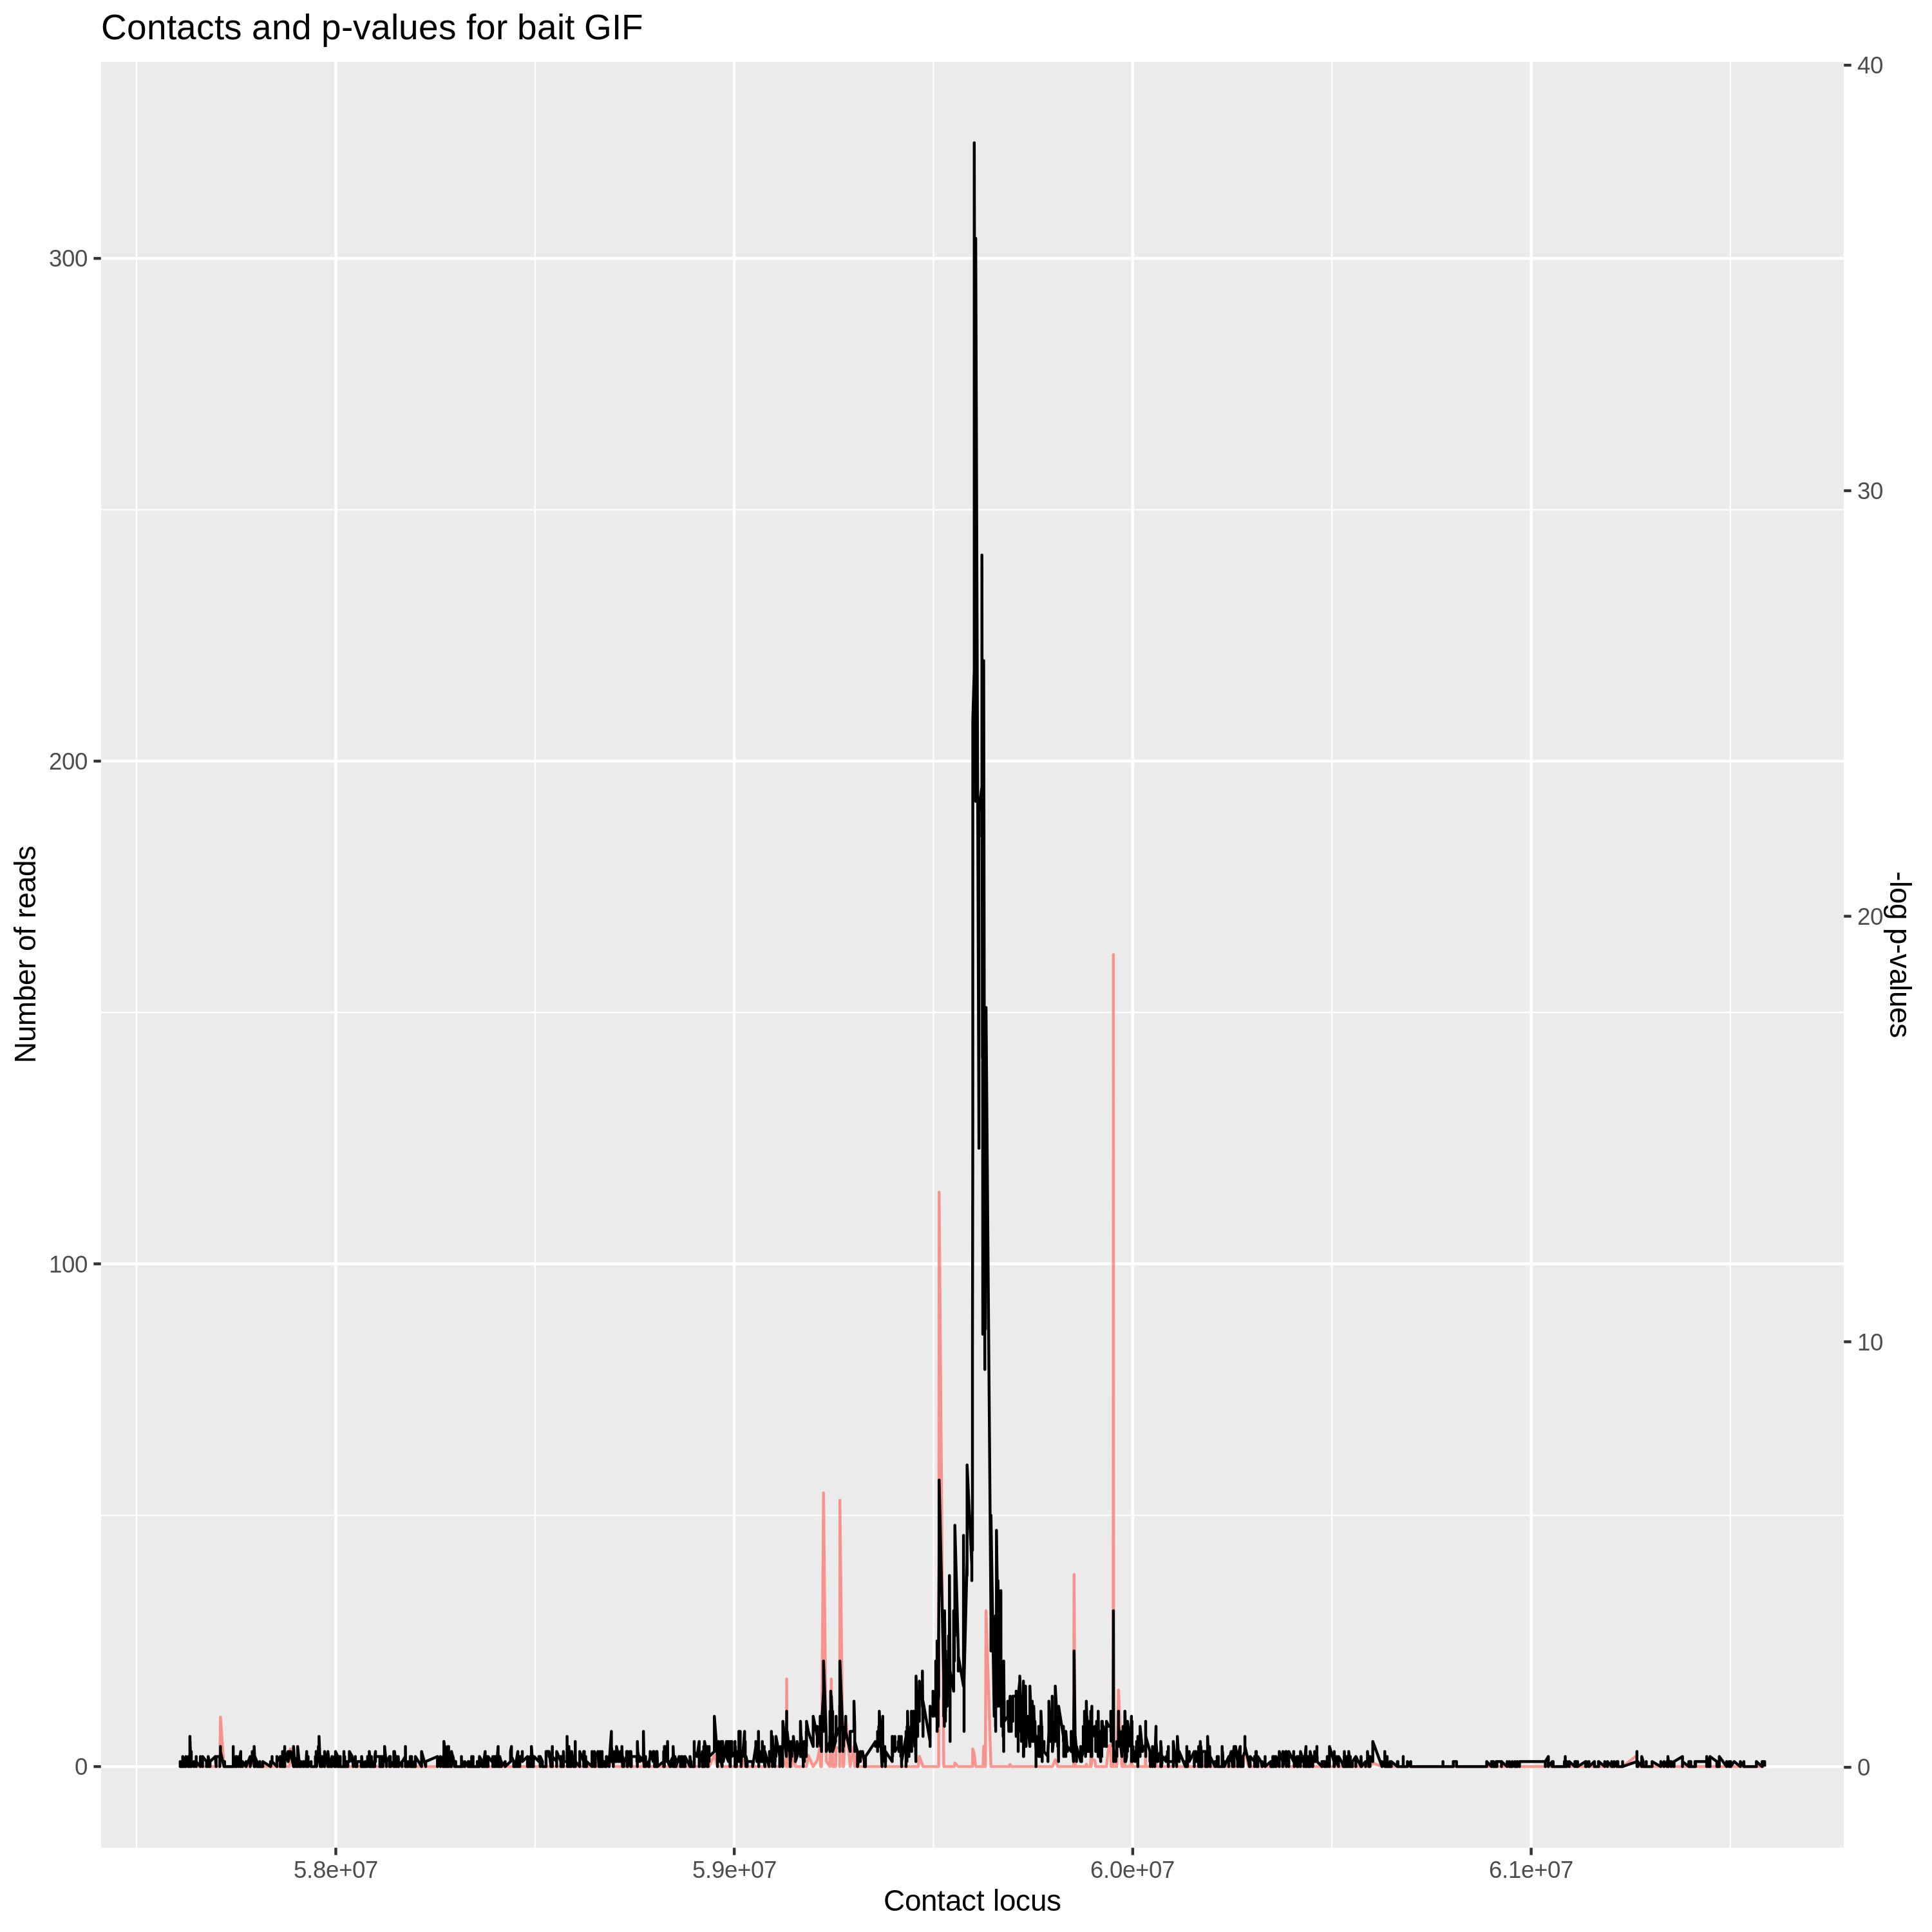 Contacts and p-values for bait GIF
Number of reads
300
200
100
0
40
30
20
10
0
-log p-values
5.8e+07
5.9e+07
6.0e+07
6.1e+07
Contact locus